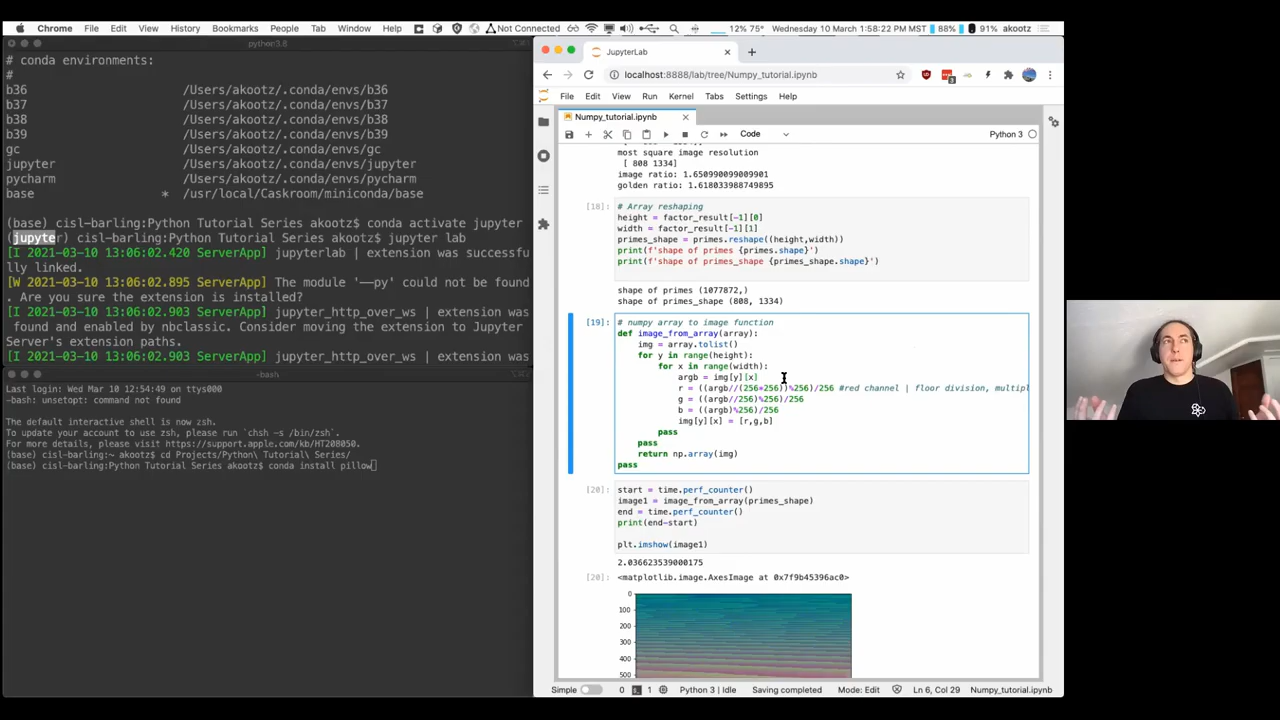 Chrome File Edit View History Bookmarks People Tab Window Help Not Connected 12% 75° Wednesday 10 March 1:58:22 PM MST 88% 91% akootz
python3.8
# conda environments:
#
b36 /Users/akootz/.conda/envs/b36
b37 /Users/akootz/.conda/envs/b37
b38 /Users/akootz/.conda/envs/b38
b39 /Users/akootz/.conda/envs/b39
gc /Users/akootz/.conda/envs/gc
jupyter /Users/akootz/.conda/envs/jupyter
pycharm /Users/akootz/.conda/envs/pycharm
base * /usr/local/Caskroom/miniconda/base
(base) cisl-barling:Python Tutorial Series akootz$ conda activate jupyter
(jupyter) cisl-barling:Python Tutorial Series akootz$ jupyter lab
[I 2021-03-10 13:06:02.420 ServerApp] jupyterlab | extension was successfu
lly linked.
[W 2021-03-10 13:06:02.895 ServerApp] The module '--py' could not be found
. Are you sure the extension is installed?
[I 2021-03-10 13:06:02.903 ServerApp] jupyter_http_over_ws | extension was
found and enabled by nbclassic. Consider moving the extension to Jupyter
Server's extension paths.
[I 2021-03-10 13:06:02.903 ServerApp] jupyter_http_over_ws | extension was
-bash
Last login: Wed Mar 10 12:54:49 on ttys000
-bash: unsetopt: command not found
The default interactive shell is now zsh.
To update your account to use zsh, please run `chsh -s /bin/zsh`.
For more details, please visit https://support.apple.com/kb/HT208050.
(base) cisl-barling:~ akootz$ cd Projects/Python\ Tutorial\ Series/
(base) cisl-barling:Python Tutorial Series akootz$ conda install pillow
JupyterLab
localhost:8888/lab/tree/Numpy_tutorial.ipynb
File Edit View Run Kernel Tabs Settings Help
Numpy_tutorial.ipynb
Code
Python 3
most square image resolution
[ 808 1334]
image ratio: 1.650990099009901
golden ratio: 1.618033988749895
[18]:
# Array reshaping
height = factor_result[-1][0]
width = factor_result[-1][1]
primes_shape = primes.reshape((height,width))
print(f'shape of primes {primes.shape}')
print(f'shape of primes_shape {primes_shape.shape}')
shape of primes (1077872,)
shape of primes_shape (808, 1334)
[19]:
# numpy array to image function
def image_from_array(array):
img = array.tolist()
for y in range(height):
for x in range(width):
argb = img[y][x]
r = ((argb//(256*256))%256)/256 #red channel | floor division, multipl
g = ((argb//256)%256)/256
b = ((argb)%256)/256
img[y][x] = [r,g,b]
pass
pass
return np.array(img)
pass
[20]:
start = time.perf_counter()
image1 = image_from_array(primes_shape)
end = time.perf_counter()
print(end-start)
plt.imshow(image1)
2.036623539000175
[20]: <matplotlib.image.AxesImage at 0x7f9b45396ac0>
0
100
200
300
400
500
Simple 0 1 Python 3 | Idle Saving completed Mode: Edit Ln 6, Col 29 Numpy_tutorial.ipynb